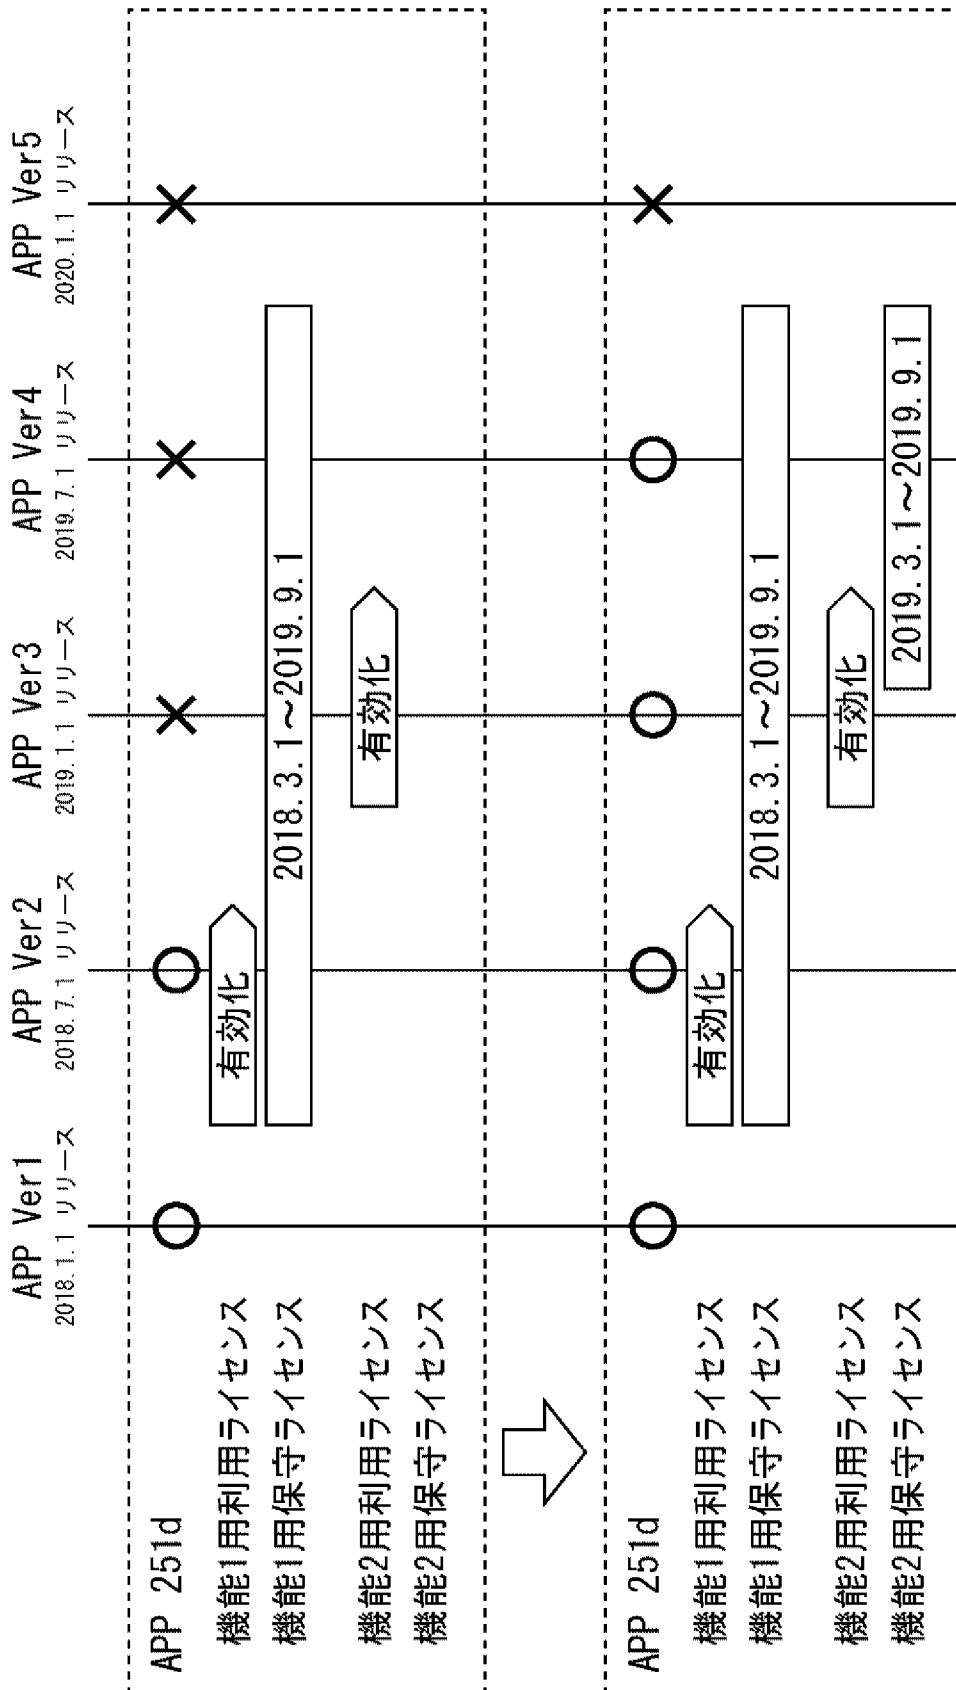 APP Ver1
2018.1.1 リリース
APP Ver2
2018.7.1 リリース
APP Ver3
2019.1.1 リリース
APP Ver4
2019.7.1 リリース
APP Ver5
2020.1.1 リリース
APP 251d
機能1用利用ライセンス
有効化
機能1用保守ライセンス
2018.3.1～2019.9.1
機能2用利用ライセンス
有効化
機能2用保守ライセンス
APP 251d
機能1用利用ライセンス
有効化
機能1用保守ライセンス
2018.3.1～2019.9.1
機能2用利用ライセンス
有効化
機能2用保守ライセンス
2019.3.1～2019.9.1